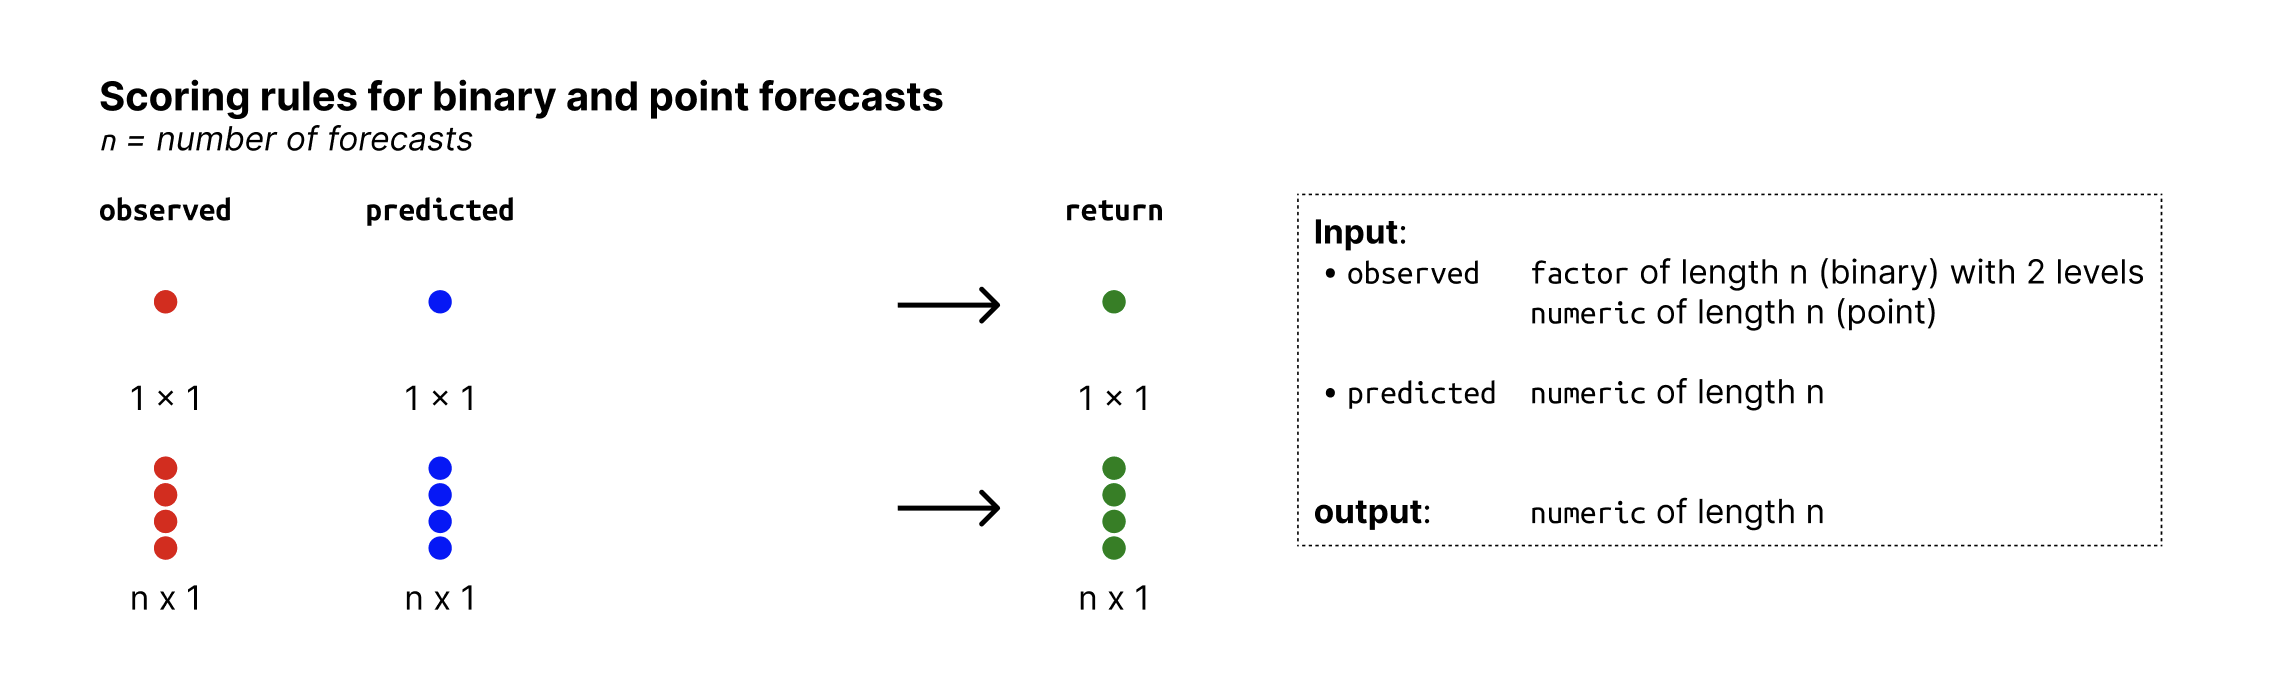 Scoring rules for binary and point forecasts
n = number of forecasts
observed predicted return
1 × 1 1 × 1 1 × 1
n x 1 n x 1 n x 1
Input:
• observed factor of length n (binary) with 2 levels
numeric of length n (point)
• predicted numeric of length n
output: numeric of length n